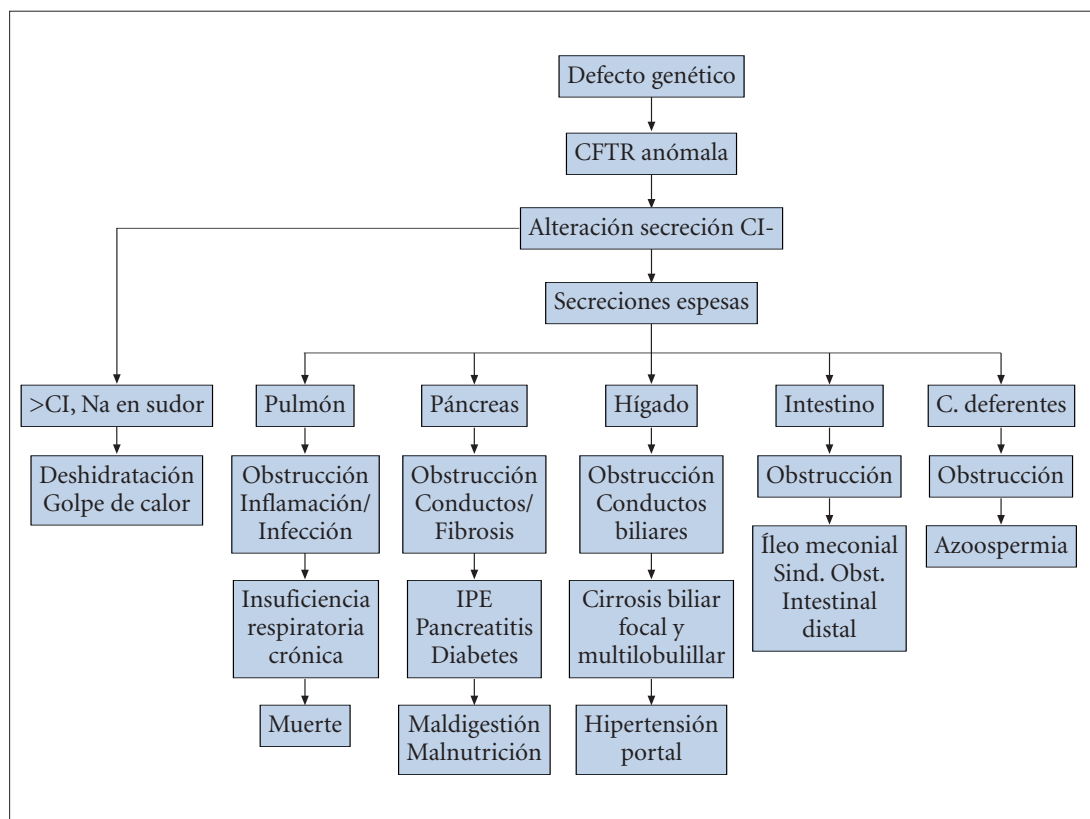 Defecto genético
CFTR anómala
Alteración secreción CI-
Secreciones espesas
>CI, Na en sudor
Pulmón
Páncreas
Hígado
Intestino
C. deferentes
Deshidratación
Golpe de calor
Obstrucción
Inflamación/
Infección
Obstrucción
Conductos/
Fibrosis
Obstrucción
Conductos
biliares
Obstrucción
Obstrucción
Insuficiencia
respiratoria
crónica
IPE
Pancreatitis
Diabetes
Cirrosis biliar
focal y
multilobulillar
Íleo meconial
Sind. Obst.
Intestinal
distal
Azoospermia
Muerte
Maldigestión
Malnutrición
Hipertensión
portal